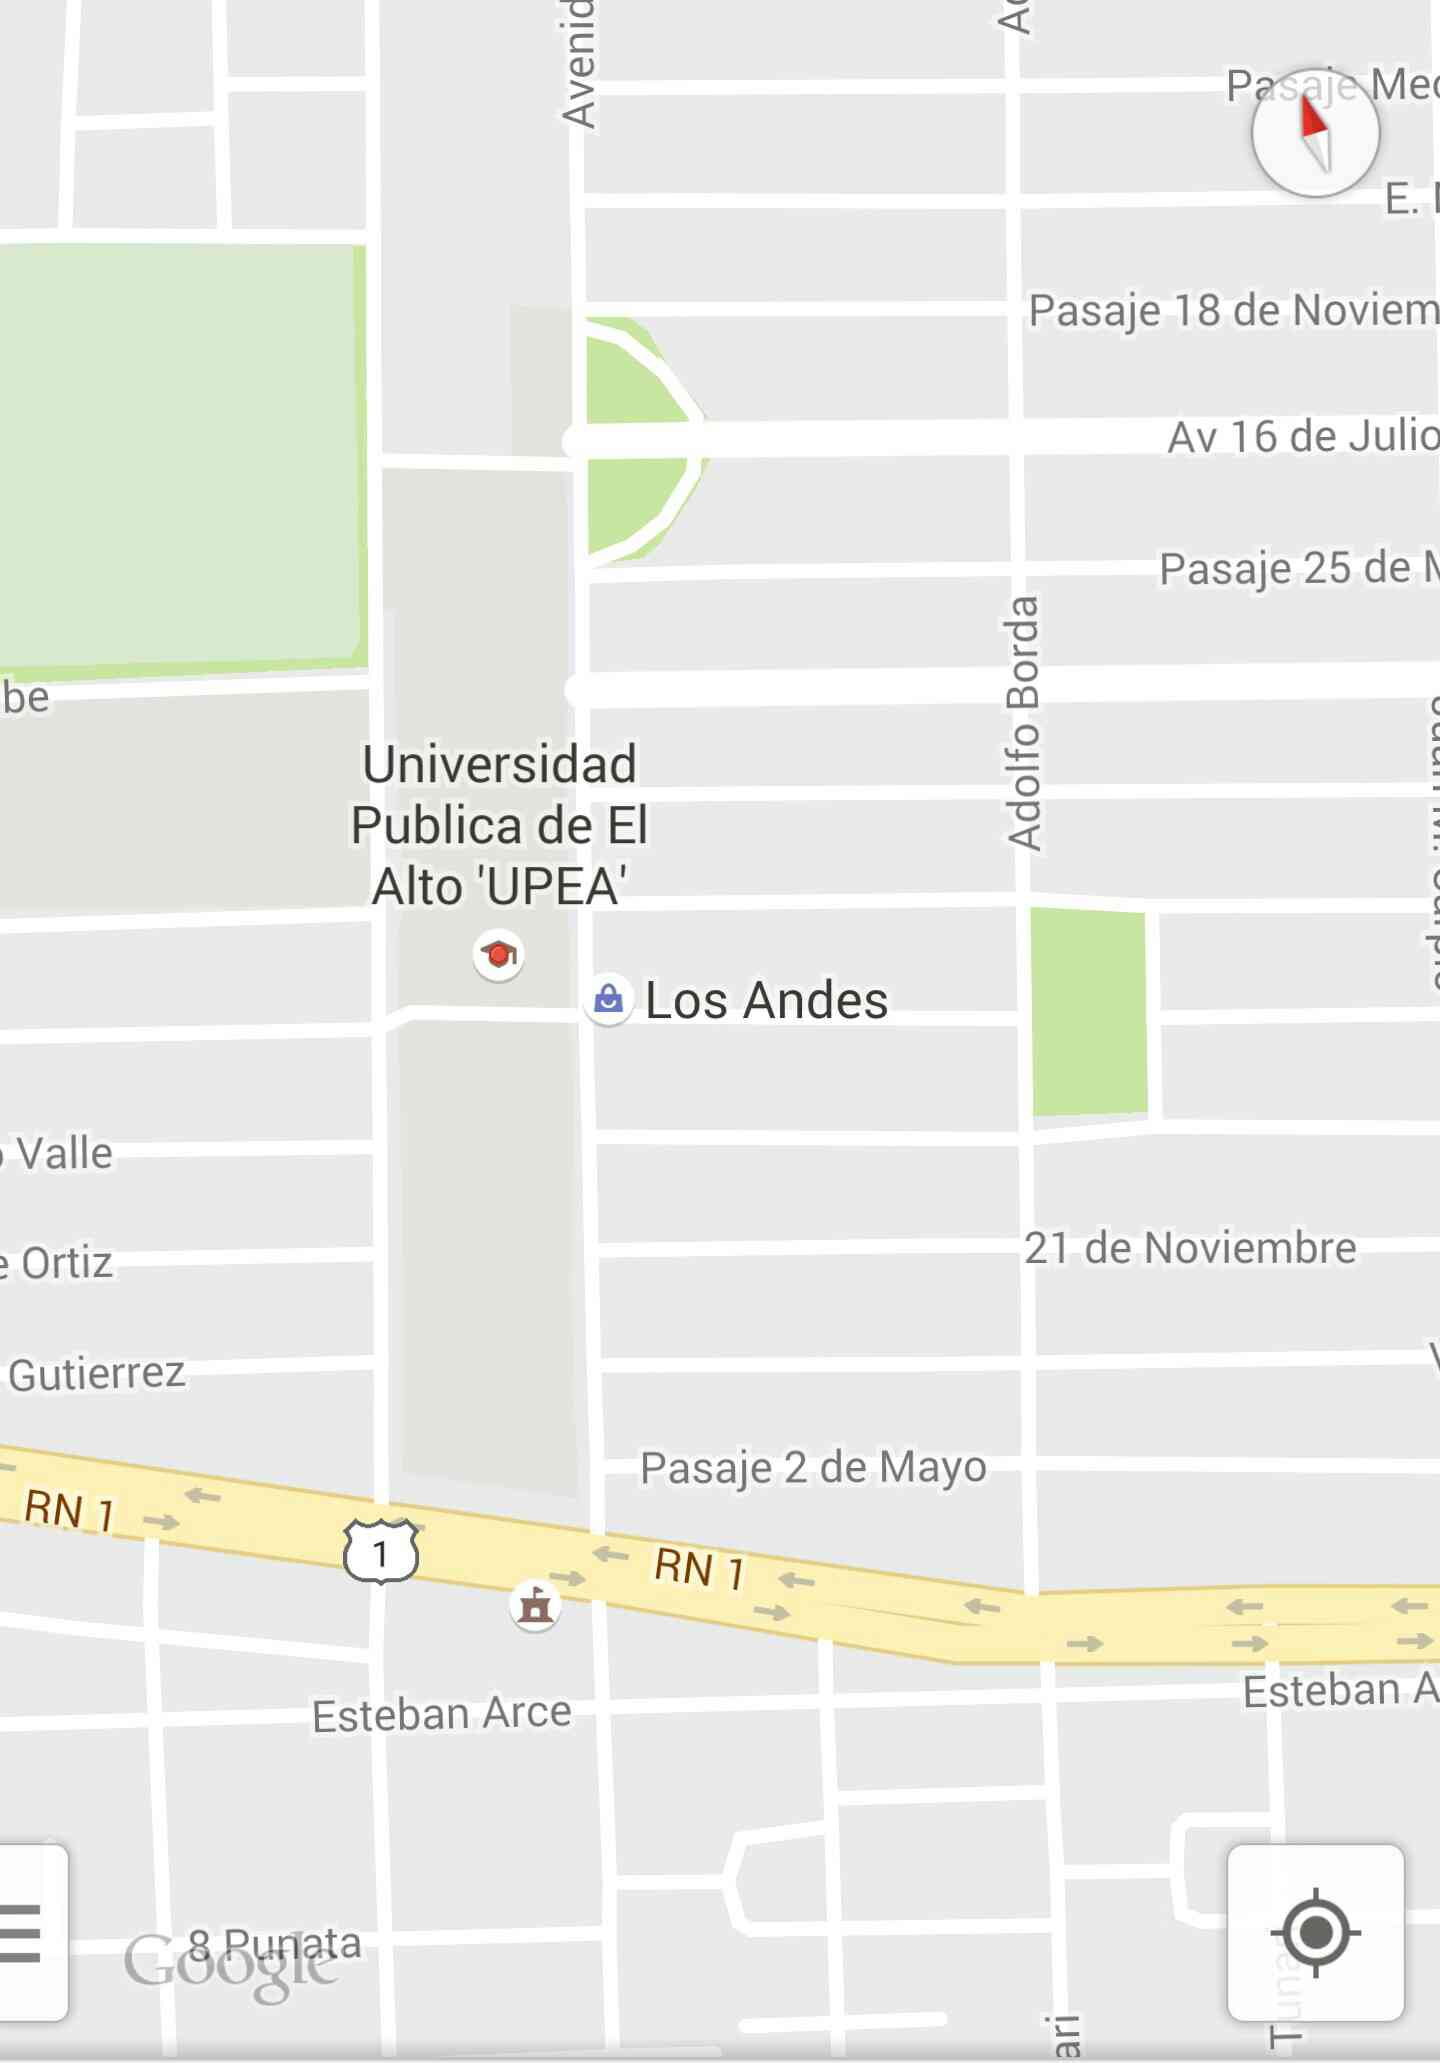 Avenid
Pasaje Med
E.
Pasaje 18 de Noviem
Av 16 de Julio
Pasaje 25 de M
Adolfo Borda
be
Universidad
Publica de El
Alto 'UPEA'
Los Andes
Valle
e Ortiz
21 de Noviembre
Gutierrez
Pasaje 2 de Mayo
RN 1
1
RN 1
Esteban Arce
Esteban A
8 Punata
Google
ari